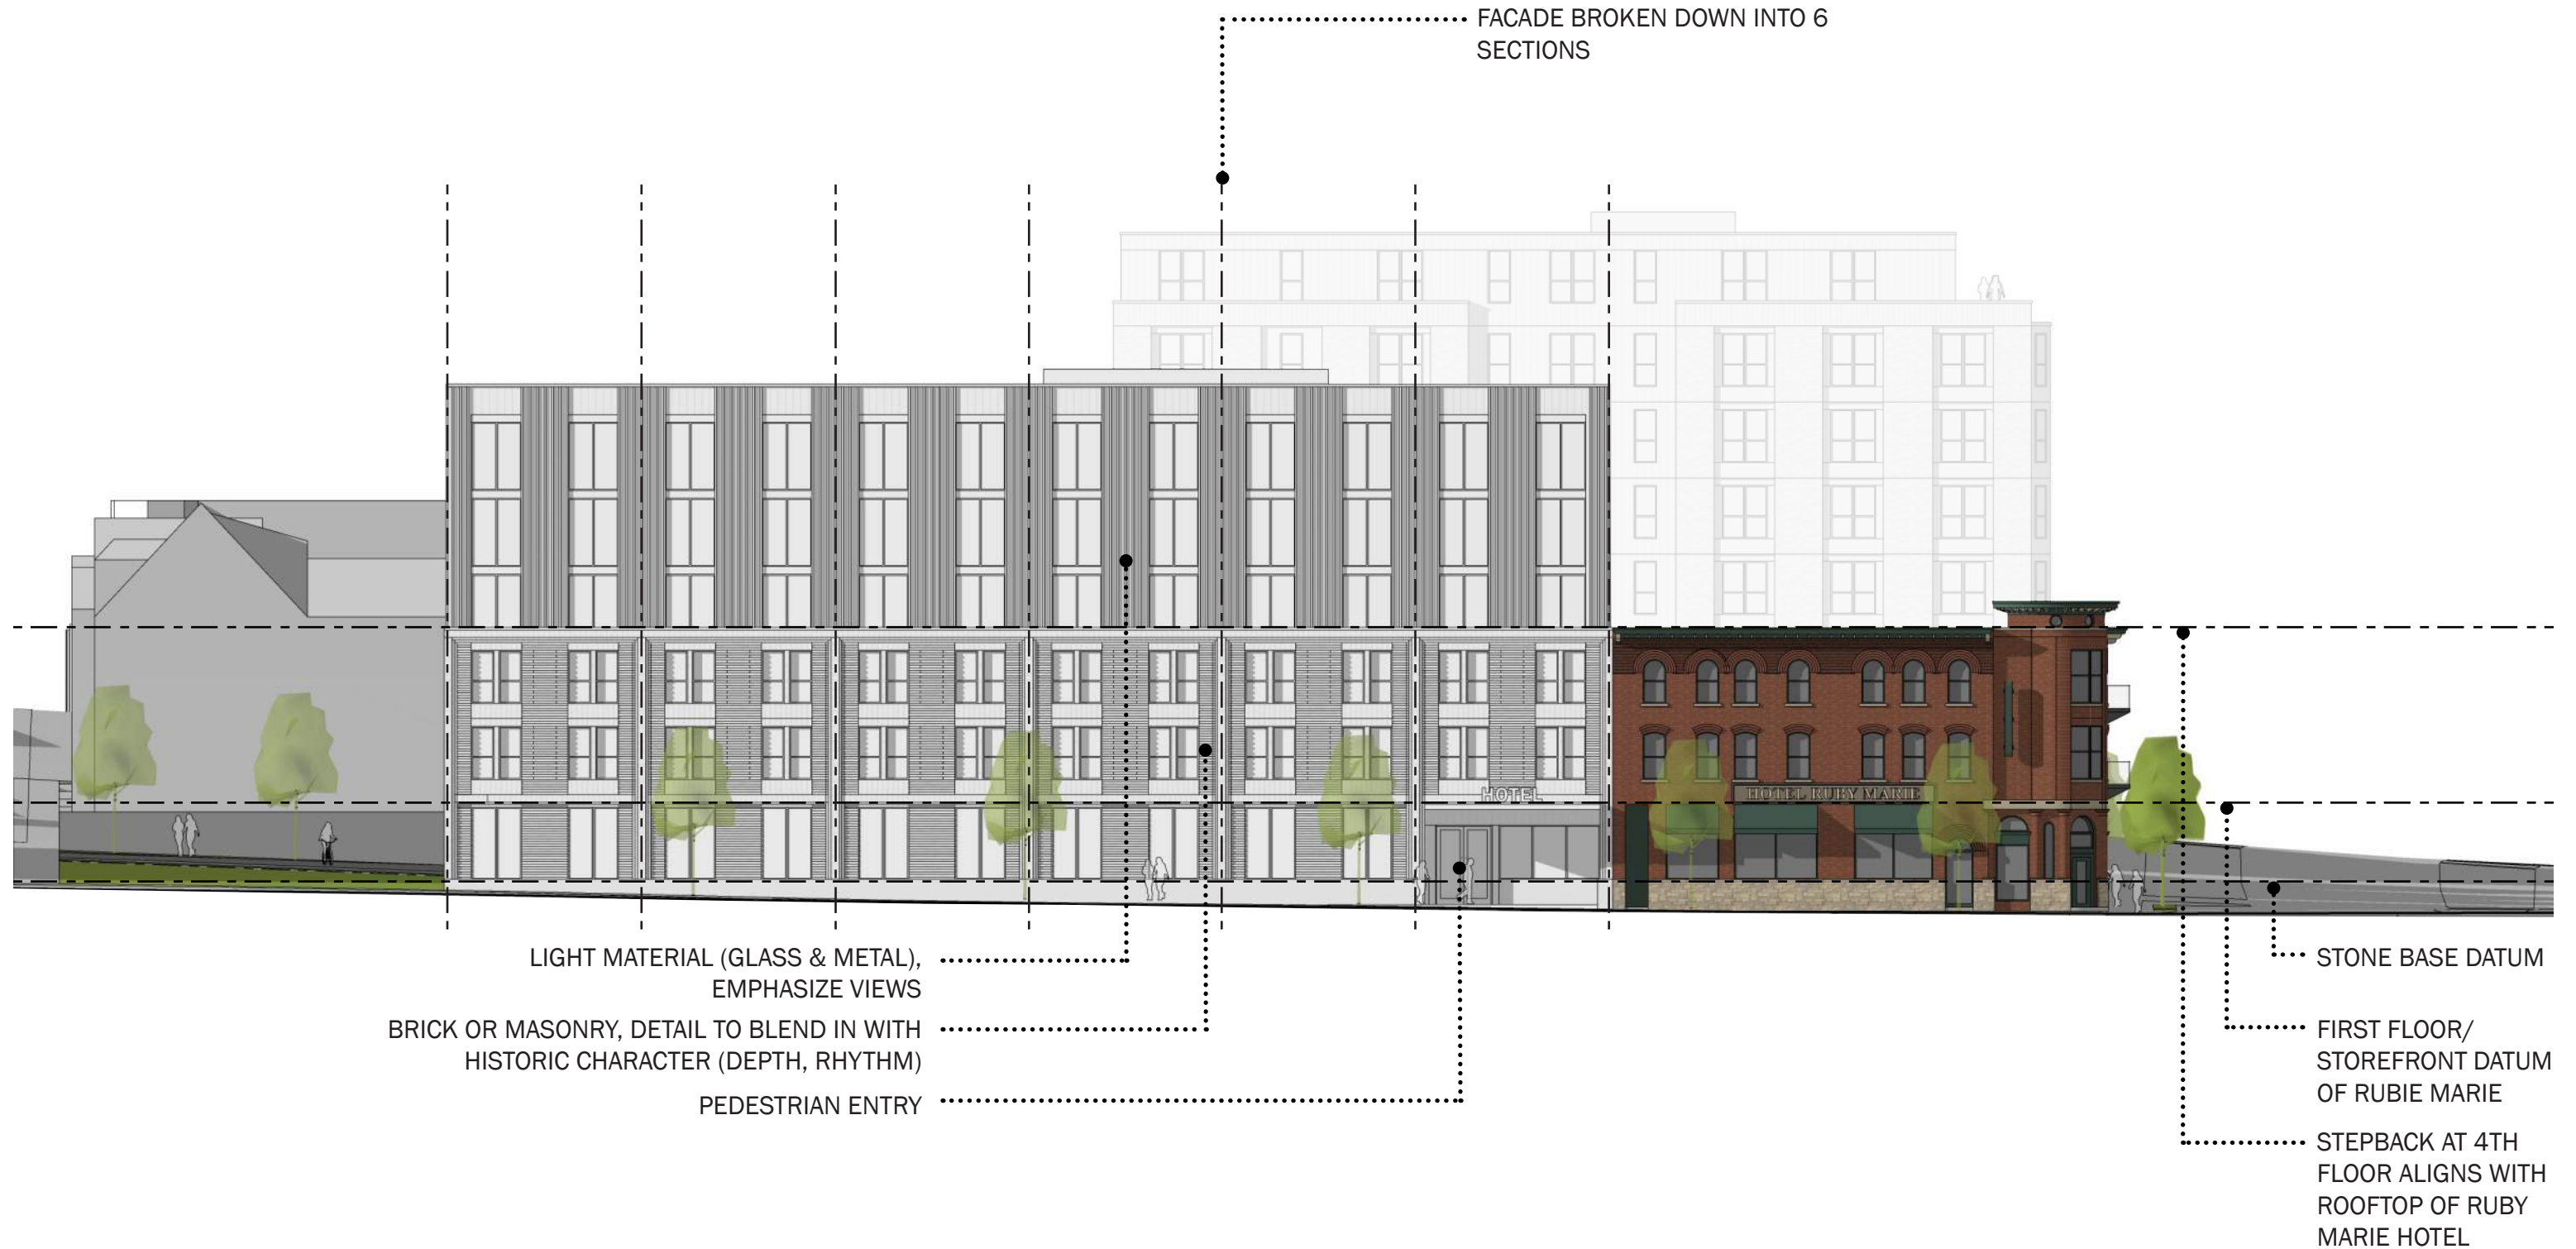 FACADE BROKEN DOWN INTO 6
SECTIONS
HOTEL
HOTEL RUBY MARIE
LIGHT MATERIAL (GLASS & METAL),
EMPHASIZE VIEWS
BRICK OR MASONRY, DETAIL TO BLEND IN WITH
HISTORIC CHARACTER (DEPTH, RHYTHM)
PEDESTRIAN ENTRY
STONE BASE DATUM
FIRST FLOOR/
STOREFRONT DATUM
OF RUBIE MARIE
STEPBACK AT 4TH
FLOOR ALIGNS WITH
ROOFTOP OF RUBY
MARIE HOTEL